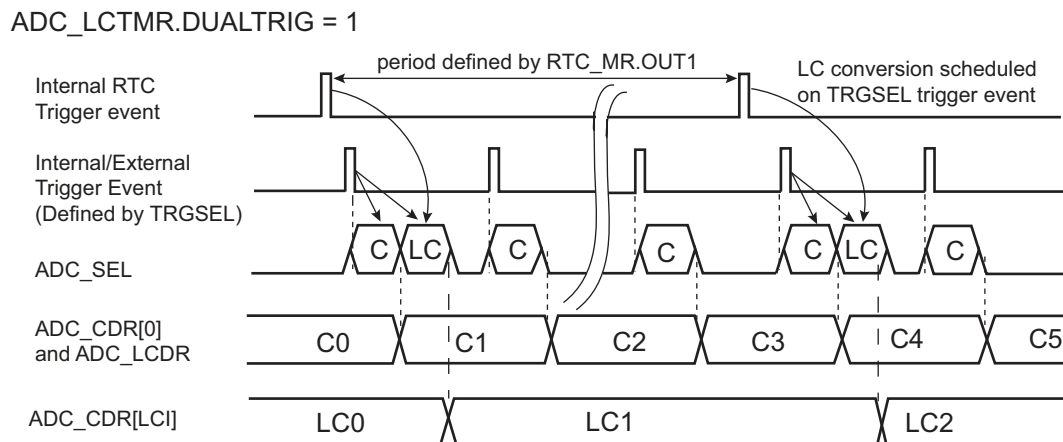 ADC_LCTMR.DUALTRIG = 1
Internal RTC
Trigger event
period defined by RTC_MR.OUT1
LC conversion scheduled
on TRGSEL trigger event
Internal/External
Trigger Event
(Defined by TRGSEL)
ADC_SEL
C LC C C C LC C
ADC_CDR[0]
and ADC_LCDR
C0 C1 C2 C3 C4 C5
ADC_CDR[LCI]
LC0 LC1 LC2